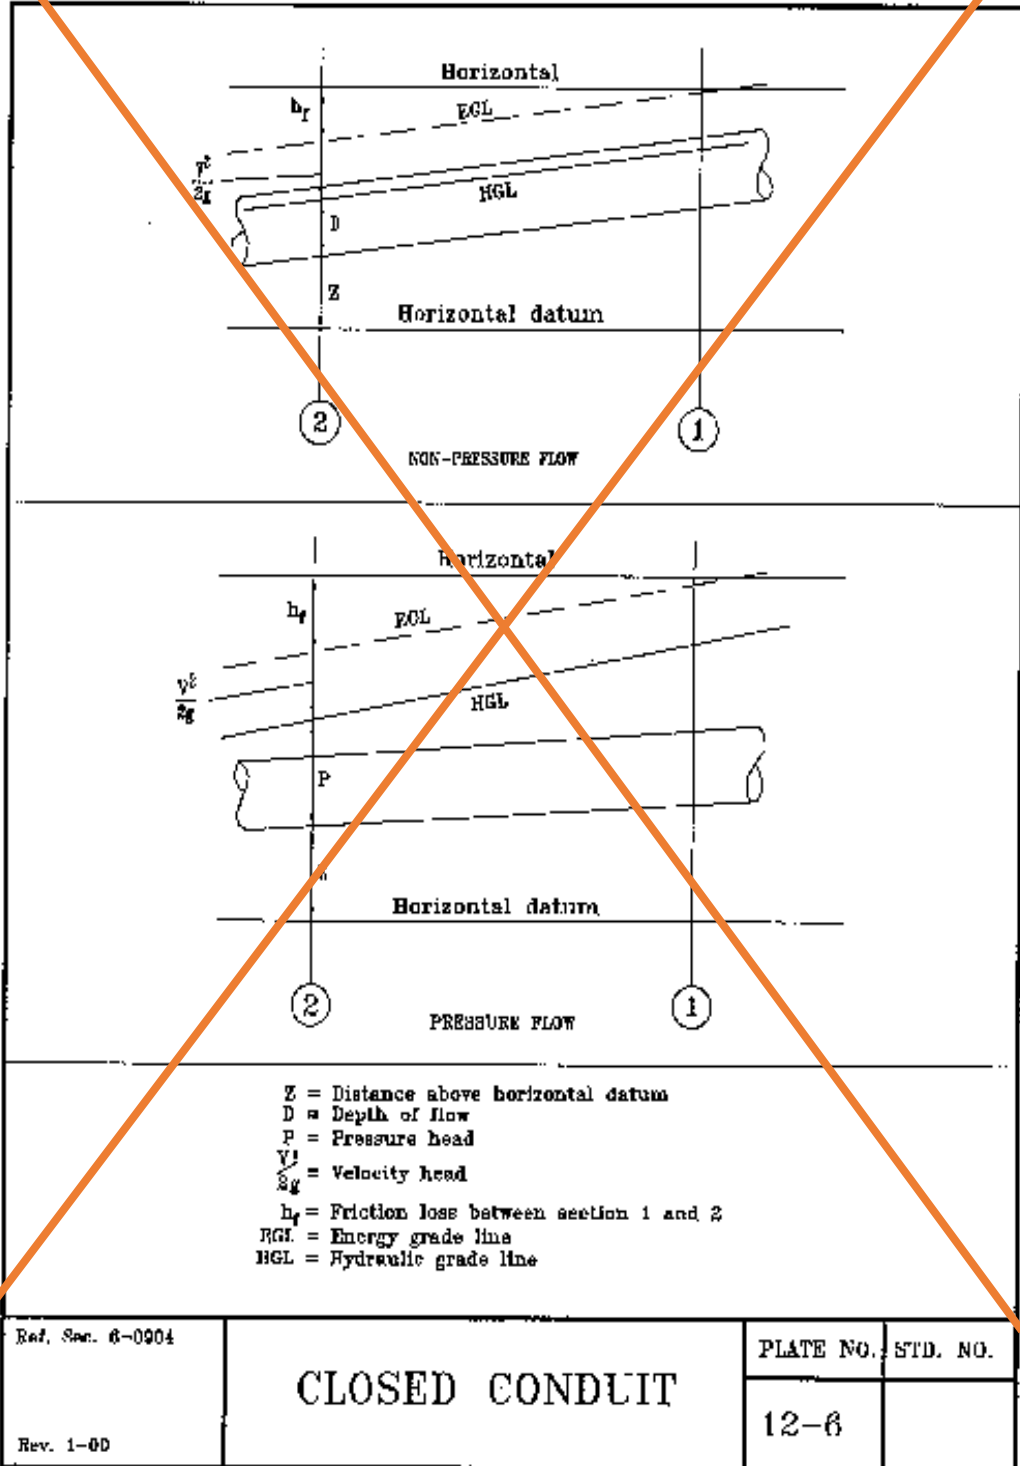 Horizontal
hf
EGL
V²
2g
HGL
D
Z
Horizontal datum
2
1
NON-PRESSURE FLOW
Horizontal
hf
EGL
V²
2g
HGL
P
Horizontal datum
2
1
PRESSURE FLOW
Z = Distance above horizontal datum
D = Depth of flow
P = Pressure head
V²
2g = Velocity head
hf = Friction loss between section 1 and 2
EGL = Energy grade line
HGL = Hydraulic grade line
Ref. Sec. 6-0904
Rev. 1-00
CLOSED CONDUIT
PLATE NO. STD. NO.
12-6